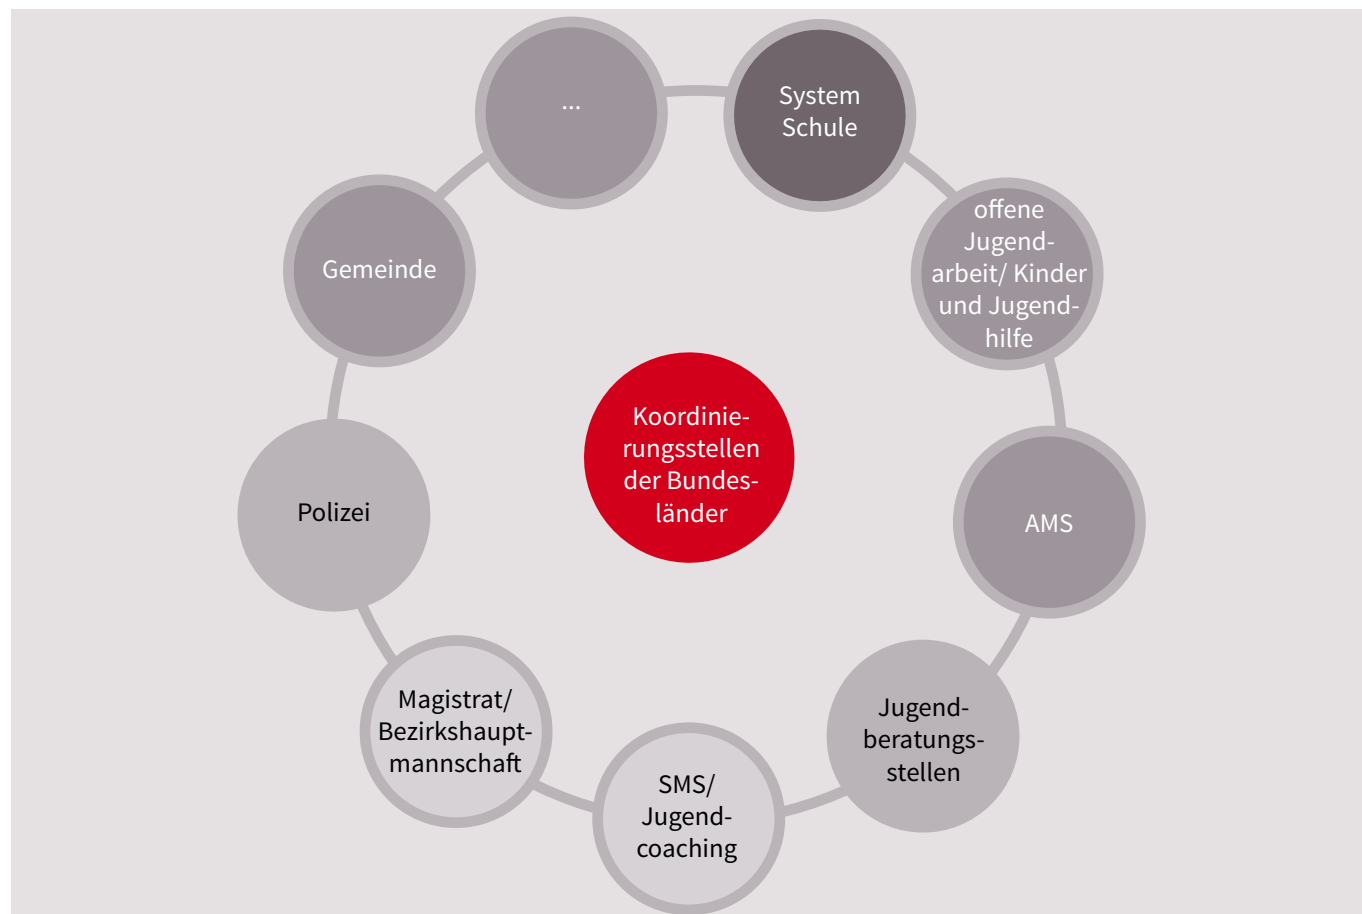 ...
System
Schule
offene
Jugend-
arbeit/ Kinder
und Jugend-
hilfe
Gemeinde
Koordinie-
rungsstellen
der Bundes-
länder
Polizei
AMS
Magistrat/
Bezirkshaupt-
mannschaft
SMS/
Jugend-
coaching
Jugend-
beratungs-
stellen